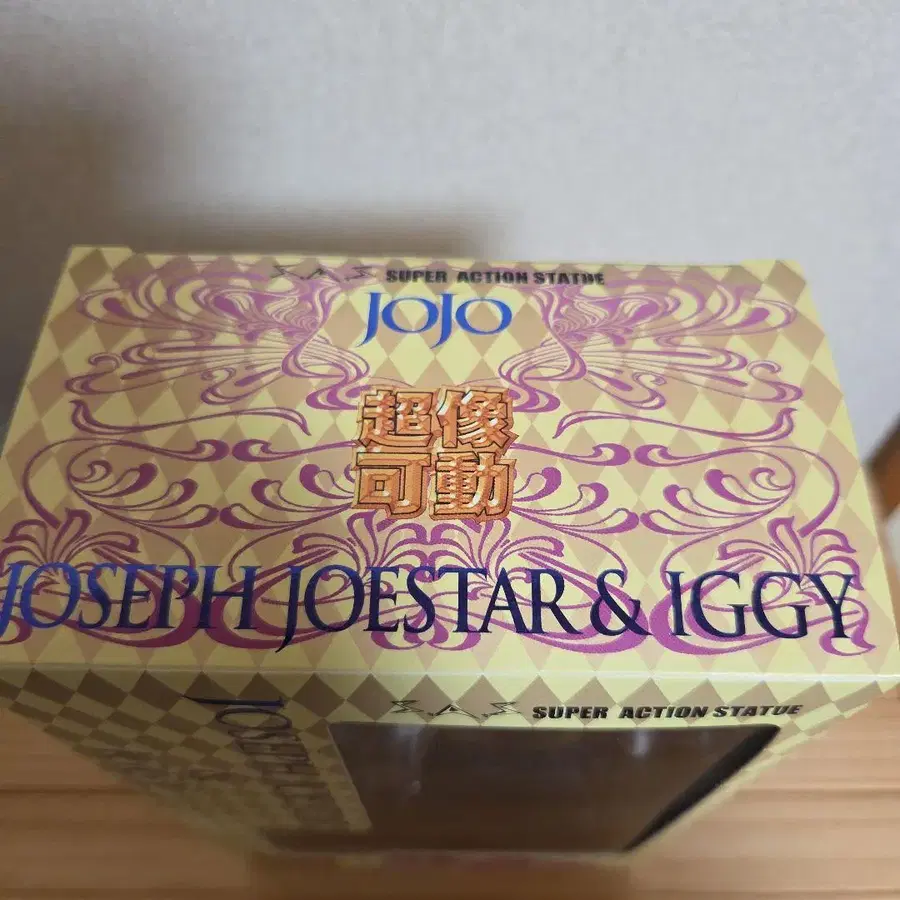 S.A.S SUPER ACTION STATUE
JOJO
超像
可動
JOSEPH JOESTAR & IGGY
S.A.S SUPER ACTION STATUE